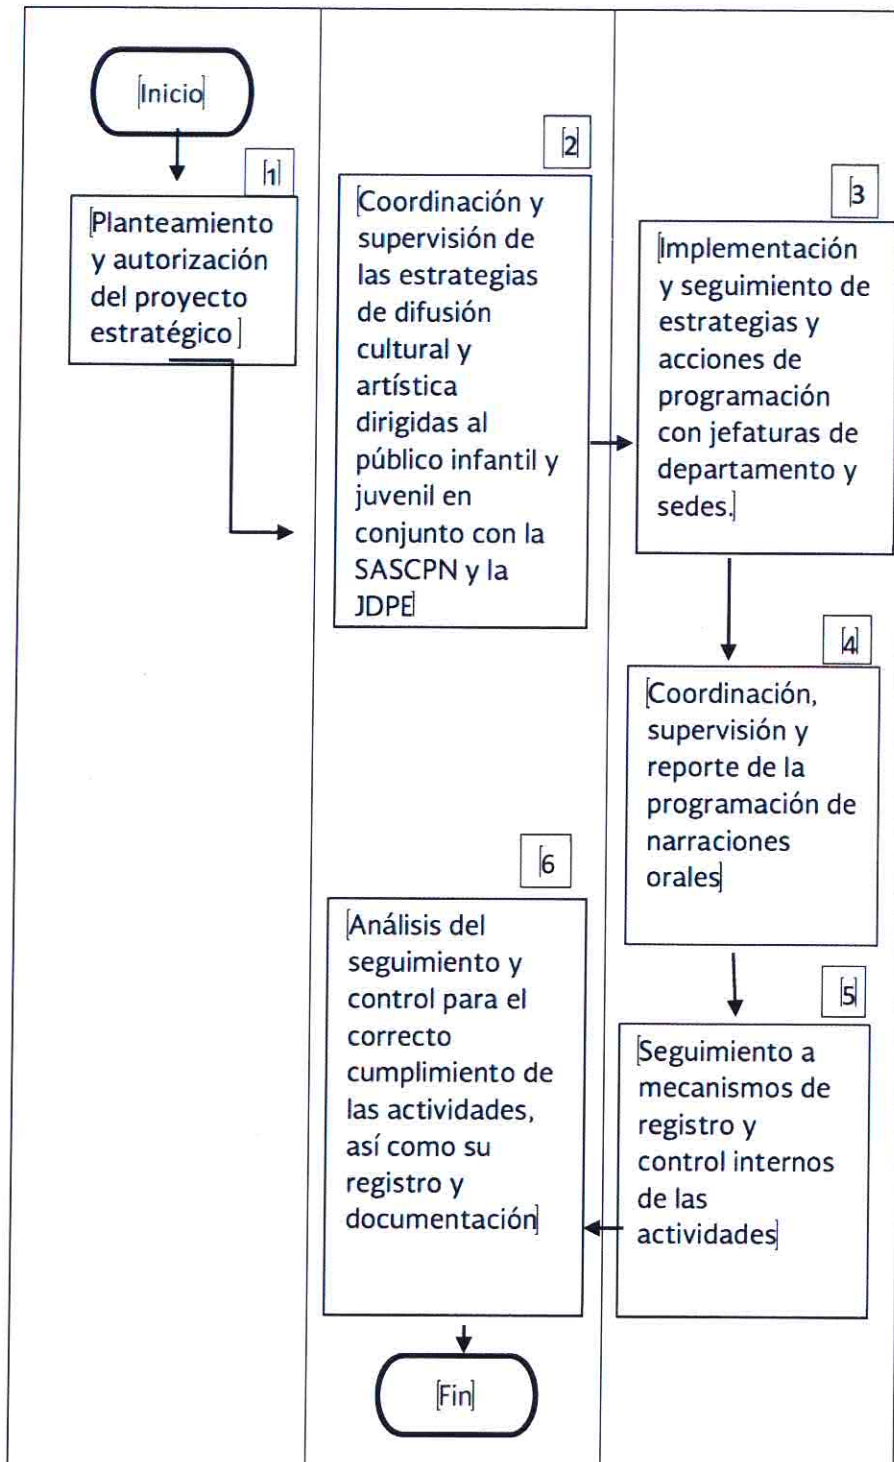 [Inicio]
[1]
[Planteamiento
y autorización
del proyecto
estratégico]
[2]
[Coordinación y
supervisión de
las estrategias
de difusión
cultural y
artística
dirigidas al
público infantil y
juvenil en
conjunto con la
SASCPN y la
JDPE]
[3
[Implementación
y seguimiento de
estrategias y
acciones de
programación
con jefaturas de
departamento y
sedes.]
[4]
[Coordinación,
supervisión y
reporte de la
programación de
narraciones
orales]
[5]
[Seguimiento a
mecanismos de
registro y
control internos
de las
actividades]
[6
[Análisis del
seguimiento y
control para el
correcto
cumplimiento de
las actividades,
así como su
registro y
documentación]
[Fin]